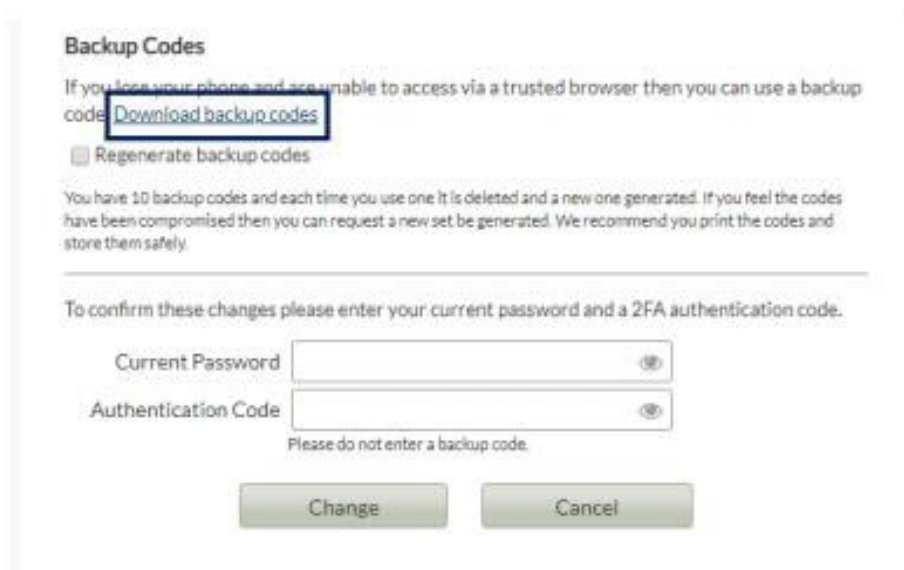 Backup Codes
If you lose your phone and are unable to access via a trusted browser then you can use a backup
code Download backup codes
Regenerate backup codes
You have 10 backup codes and each time you use one it is deleted and a new one generated. If you feel the codes
have been compromised then you can request a new set be generated. We recommend you print the codes and
store them safely.
To confirm these changes please enter your current password and a 2FA authentication code.
Current Password
Authentication Code
Please do not enter a backup code.
Change Cancel